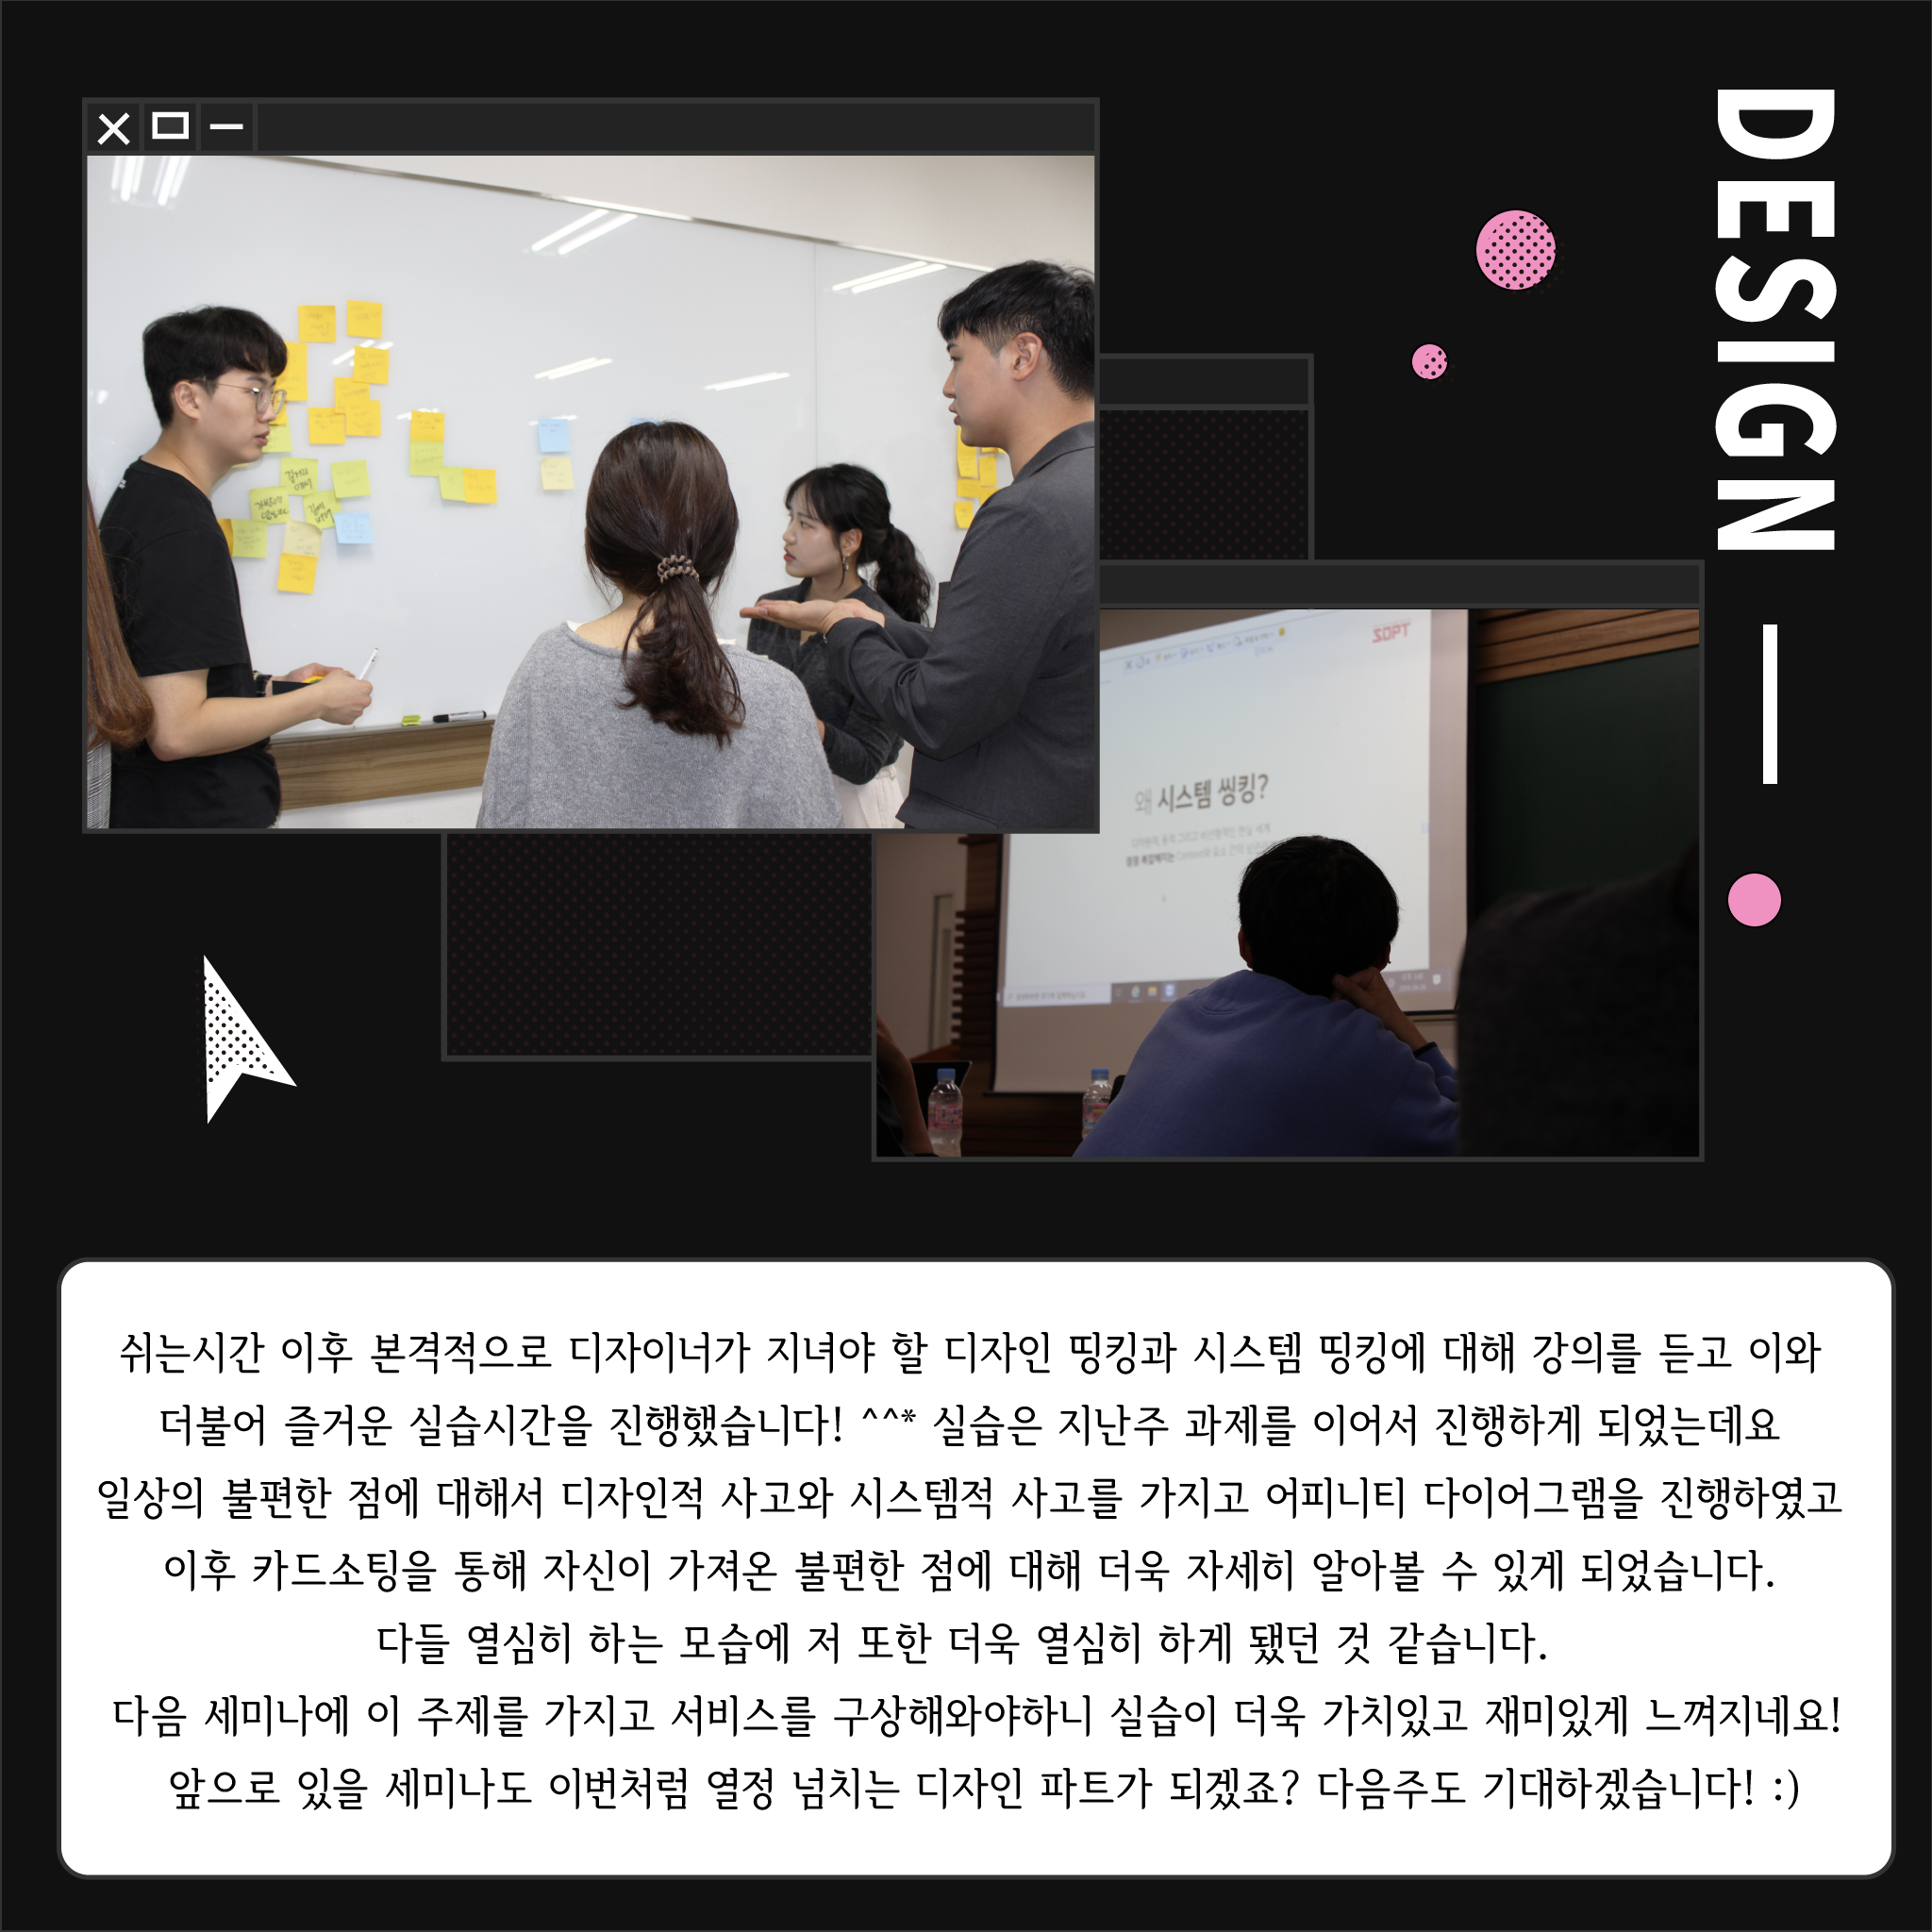 DESIGN
SOPT
왜 시스템 씽킹?
쉬는시간 이후 본격적으로 디자이너가 지녀야 할 디자인 띵킹과 시스템 띵킹에 대해 강의를 듣고 이와
더불어 즐거운 실습시간을 진행했습니다! ^^* 실습은 지난주 과제를 이어서 진행하게 되었는데요
일상의 불편한 점에 대해서 디자인적 사고와 시스템적 사고를 가지고 어피니티 다이어그램을 진행하였고
이후 카드소팅을 통해 자신이 가져온 불편한 점에 대해 더욱 자세히 알아볼 수 있게 되었습니다.
다들 열심히 하는 모습에 저 또한 더욱 열심히 하게 됐던 것 같습니다.
다음 세미나에 이 주제를 가지고 서비스를 구상해와야하니 실습이 더욱 가치있고 재미있게 느껴지네요!
앞으로 있을 세미나도 이번처럼 열정 넘치는 디자인 파트가 되겠죠? 다음주도 기대하겠습니다! :)